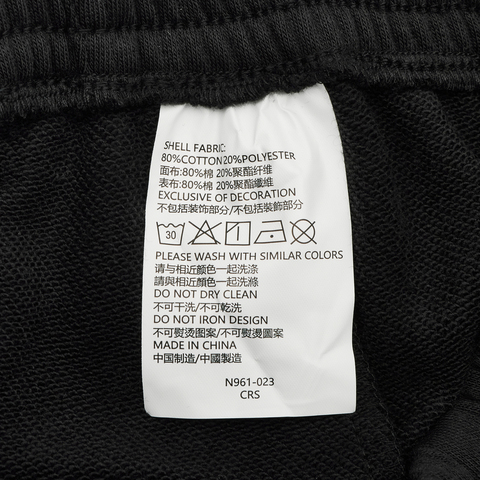 SHELL FABRIC:
80%COTTON 20%POLYESTER
面布:80%棉 20%聚酯纤维
表布:80%棉 20%聚酯纖維
EXCLUSIVE OF DECORATION
不包括装饰部分/不包裝飾部分
30
PLEASE WASH WITH SIMILAR COLORS
请与相近颜色一起洗涤
請與相近顏色一起洗滌
DO NOT DRY CLEAN
不可干洗/不可乾洗
DO NOT IRON DESIGN
不可熨烫图案/不可熨燙圖案
MADE IN CHINA
中国制造/中國製造
N961-023
CRS